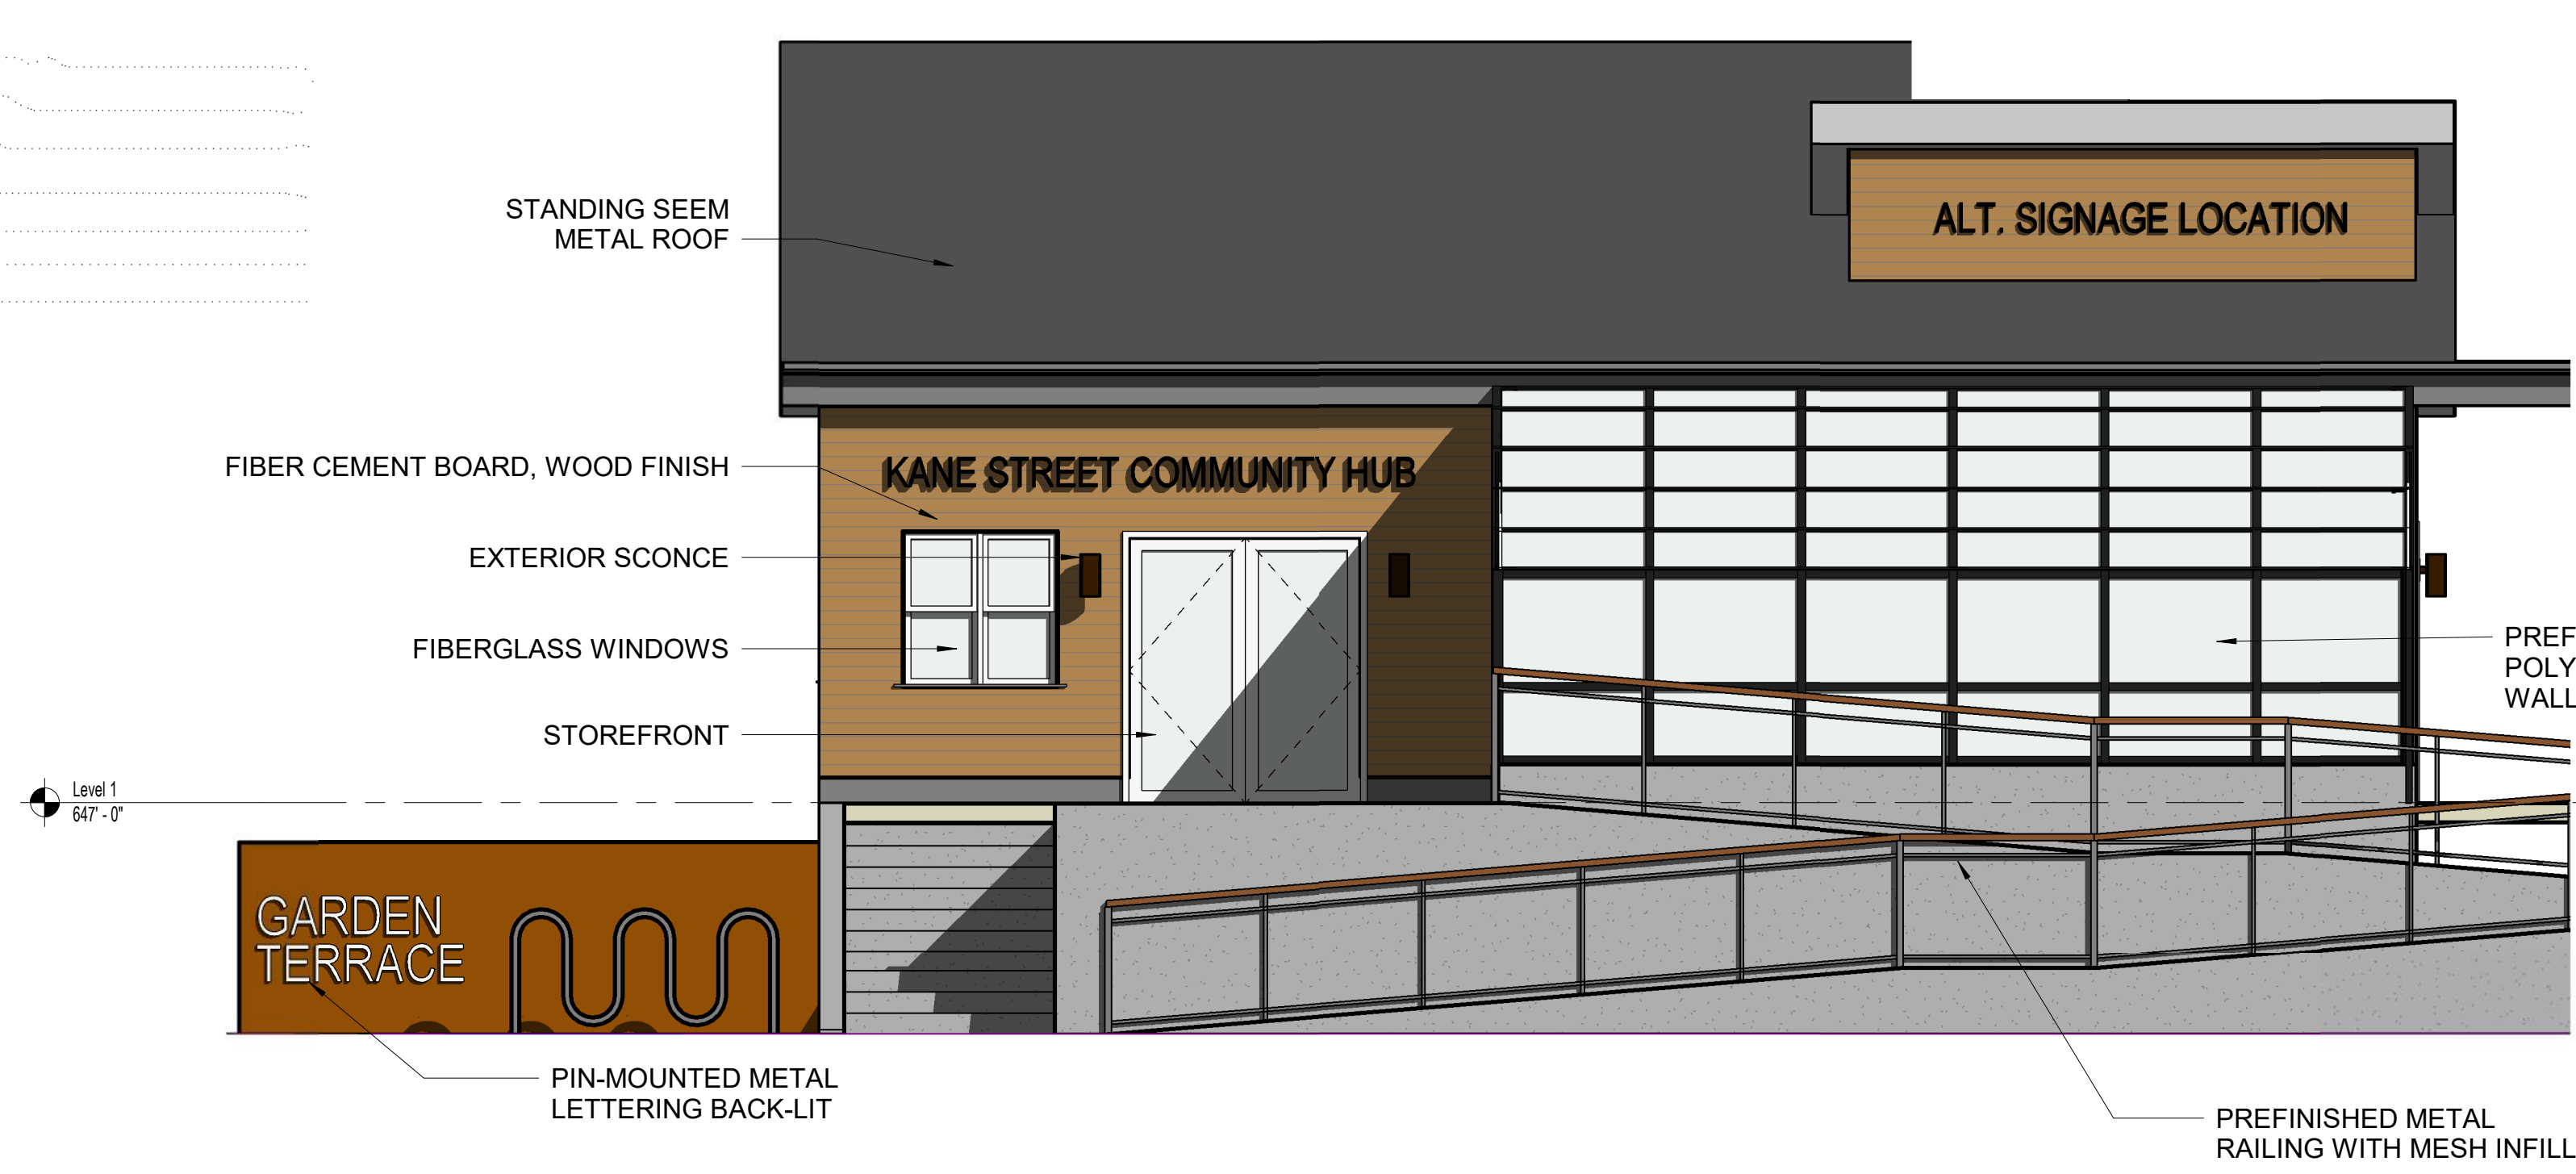 STANDING SEEM
METAL ROOF
ALT. SIGNAGE LOCATION
FIBER CEMENT BOARD, WOOD FINISH
KANE STREET COMMUNITY HUB
EXTERIOR SCONCE
FIBERGLASS WINDOWS
PREF
POLY
WALL
STOREFRONT
Level 1
647' - 0"
GARDEN
TERRACE
PIN-MOUNTED METAL
LETTERING BACK-LIT
PREFINISHED METAL
RAILING WITH MESH INFILL